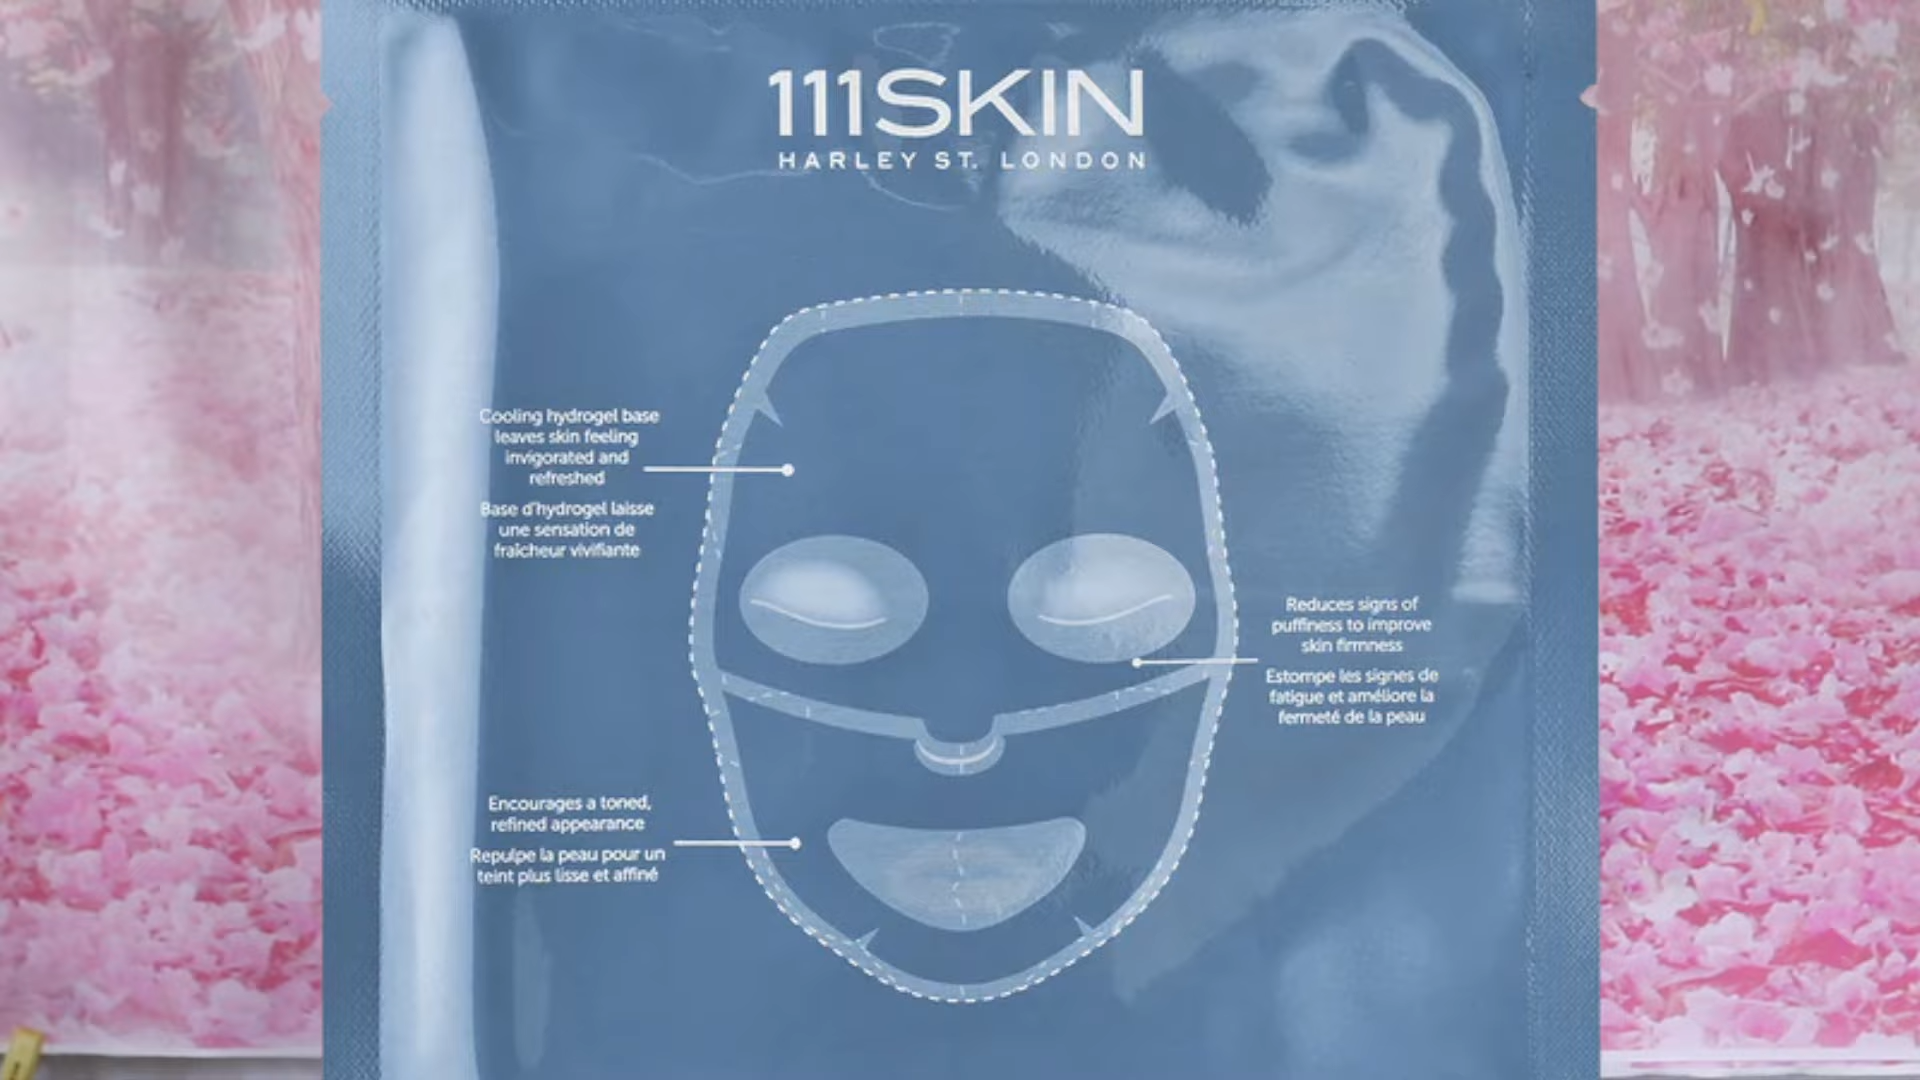 111SKIN
HARLEY ST. LONDON
Cooling hydrogel base
leaves skin feeling
invigorated and
refreshed
Base d'hydrogel laisse
une sensation de
fraîcheur vivifiante
Reduces signs of
puffiness to improve
skin firmness
Estompe les signes de
fatigue et améliore la
fermeté de la peau
Encourages a toned,
refined appearance
Repulpe la peau pour un
teint plus lisse et affiné